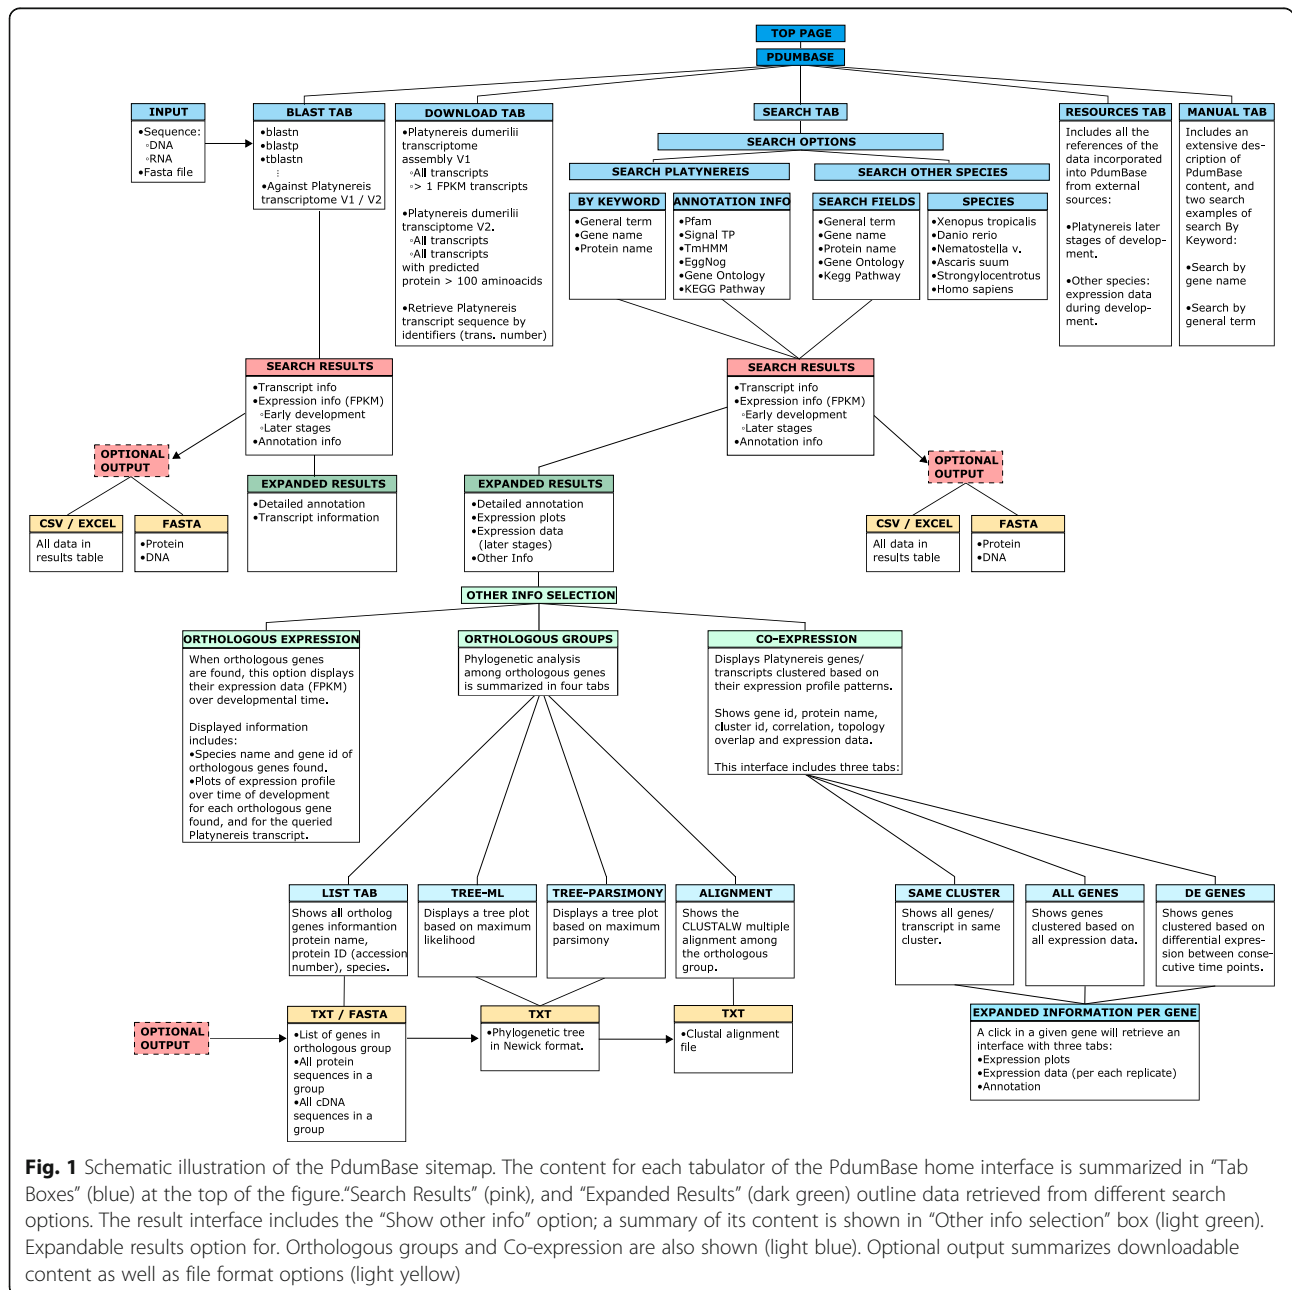 TOP PAGE
PDUMBASE
INPUT
•Sequence:
◦DNA
◦RNA
•Fasta file
BLAST TAB
•blastn
•blastp
•tblastn
⋮
•Against Platynereis
transcriptome V1 / V2
DOWNLOAD TAB
•Platynereis dumerilii
transcriptome
assembly V1
◦All transcripts
◦> 1 FPKM transcripts
•Platynereis dumerilii
transciptome V2.
◦All transcripts
◦All transcripts
with predicted
protein > 100 aminoacids
•Retrieve Platynereis
transcript sequence by
identifiers (trans. number)
SEARCH TAB
SEARCH OPTIONS
SEARCH PLATYNEREIS
BY KEYWORD
•General term
•Gene name
•Protein name
ANNOTATION INFO
•Pfam
•Signal TP
•TmHMM
•EggNog
•Gene Ontology
•KEGG Pathway
SEARCH OTHER SPECIES
SEARCH FIELDS
•General term
•Gene name
•Protein name
•Gene Ontology
•Kegg Pathway
SPECIES
•Xenopus tropicalis
•Danio rerio
•Nematostella v.
•Ascaris suum
•Strongylocentrotus
•Homo sapiens
RESOURCES TAB
Includes all the
references of the
data incorporated
into PdumBase
from external
sources:
•Platynereis later
stages of develop-
ment.
•Other species:
expression data
during develop-
ment.
MANUAL TAB
Includes an
extensive des-
cription of
PdumBase
content, and
two search
examples of
search By
Keyword:
•Search by
gene name
•Search by
general term
SEARCH RESULTS
•Transcript info
•Expression info (FPKM)
◦Early development
◦Later stages
•Annotation info
OPTIONAL
OUTPUT
CSV / EXCEL
All data in
results table
FASTA
•Protein
•DNA
EXPANDED RESULTS
•Detailed annotation
•Transcript information
SEARCH RESULTS
•Transcript info
•Expression info (FPKM)
◦Early development
◦Later stages
•Annotation info
EXPANDED RESULTS
•Detailed annotation
•Expression plots
•Expression data
(later stages)
•Other Info
OPTIONAL
OUTPUT
CSV / EXCEL
All data in
results table
FASTA
•Protein
•DNA
OTHER INFO SELECTION
ORTHOLOGOUS EXPRESSION
When orthologous genes
are found, this option displays
their expression data (FPKM)
over developmental time.
Displayed information
includes:
•Species name and gene id of
orthologous genes found.
•Plots of expression profile
over time of development
for each orthologous gene
found, and for the queried
Platynereis transcript.
ORTHOLOGOUS GROUPS
Phylogenetic analysis
among orthologous genes
is summarized in four tabs
CO-EXPRESSION
Displays Platynereis genes/
transcripts clustered based on
their expression profile patterns.
Shows gene id, protein name,
cluster id, correlation, topology
overlap and expression data.
This interface includes three tabs:
LIST TAB
Shows all ortholog
genes informantion
protein name,
protein ID (accession
number), species.
TREE-ML
Displays a tree plot
based on maximum
likelihood
TREE-PARSIMONY
Displays a tree plot
based on maximum
parsimony
ALIGNMENT
Shows the
CLUSTALW multiple
alignment among
the orthologous
group.
SAME CLUSTER
Shows all genes/
transcript in same
cluster.
ALL GENES
Shows genes
clustered based on
all expression data.
DE GENES
Shows genes
clustered based on
differential expres-
sion between conse-
cutive time points.
OPTIONAL
OUTPUT
TXT / FASTA
•List of genes in
orthologous group
•All protein
sequences in a
group
•All cDNA
sequences in a
group
TXT
•Phylogenetic tree
in Newick format.
TXT
•Clustal alignment
file
EXPANDED INFORMATION PER GENE
A click in a given gene will retrieve an
interface with three tabs:
•Expression plots
•Expression data (per each replicate)
•Annotation
Fig. 1 Schematic illustration of the PdumBase sitemap. The content for each tabulator of the PdumBase home interface is summarized in “Tab
Boxes” (blue) at the top of the figure.“Search Results” (pink), and “Expanded Results” (dark green) outline data retrieved from different search
options. The result interface includes the “Show other info” option; a summary of its content is shown in “Other info selection” box (light green).
Expandable results option for. Orthologous groups and Co-expression are also shown (light blue). Optional output summarizes downloadable
content as well as file format options (light yellow)